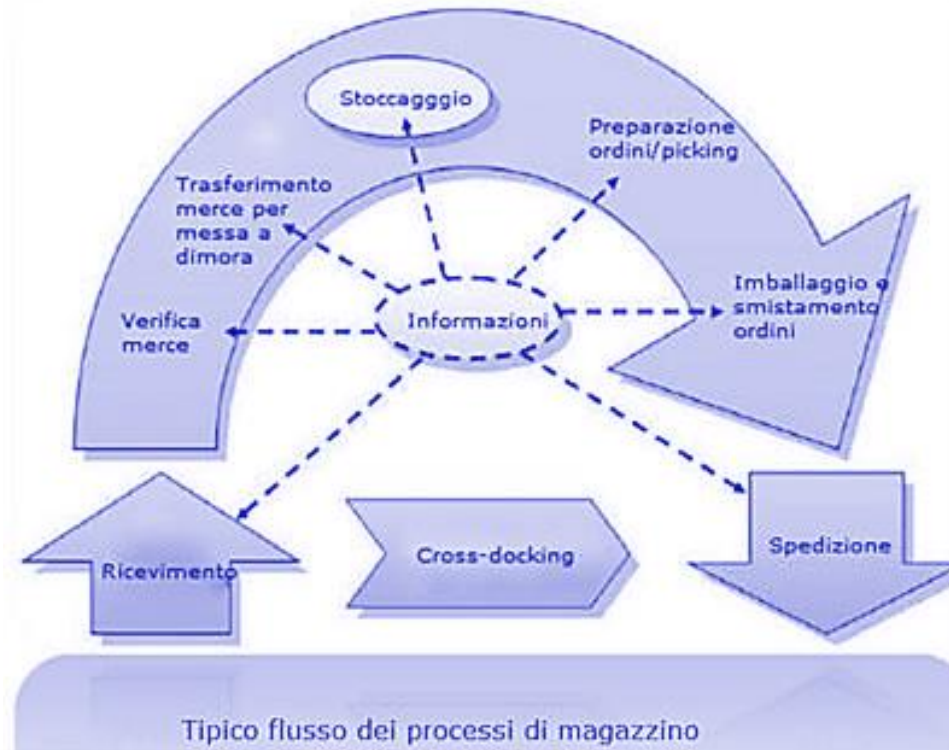 Stoccagggio
Preparazione
ordini/picking
Trasferimento
merce per
messa a
dimora
Verifica
merce
Informazioni
Imballaggio e
smistamento
ordini
Ricevimento
Cross-docking
Spedizione
Tipico flusso dei processi di magazzino